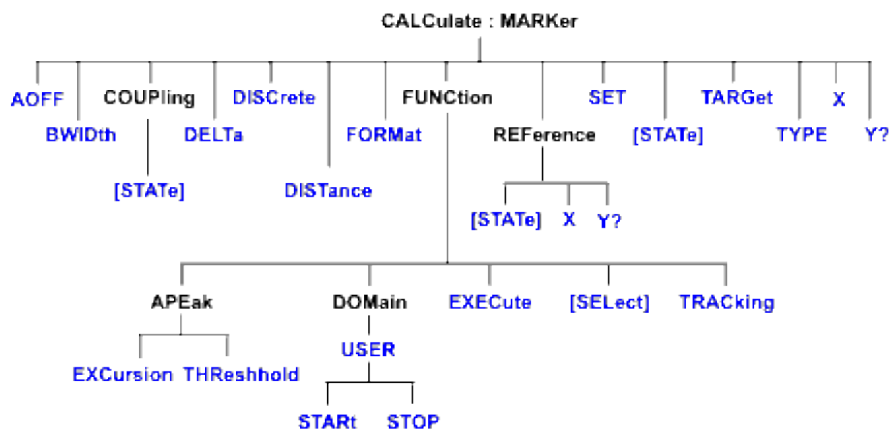 CALCulate : MARKer
AOFF COUPling DISCrete FUNCtion SET TARGet X
BWIDth DELTa FORMat REFerence [STATe] TYPE Y?
[STATe] DISTance
[STATe] X Y?
APEak DOMain EXECute [SELect] TRACking
USER
EXCursion THReshhold
STARt STOP